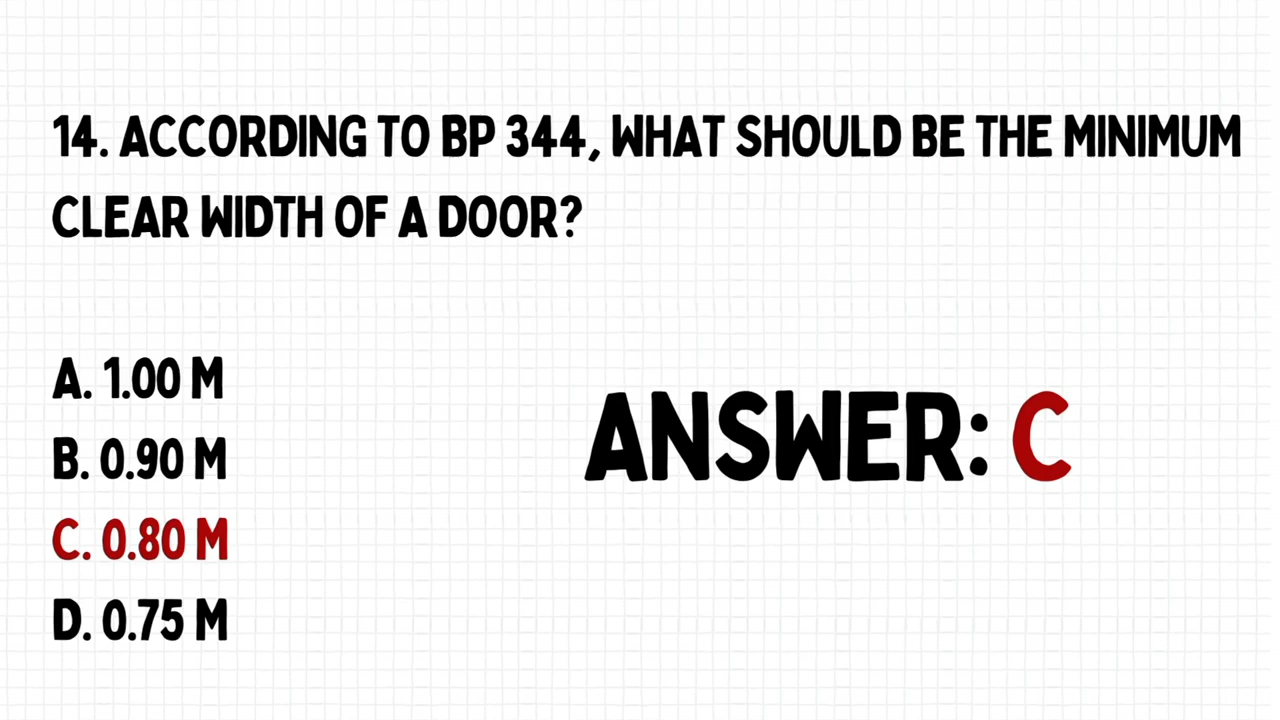 14. ACCORDING TO BP 344, WHAT SHOULD BE THE MINIMUM
CLEAR WIDTH OF A DOOR?
A. 1.00 M
B. 0.90 M
C. 0.80 M
D. 0.75 M
ANSWER: C